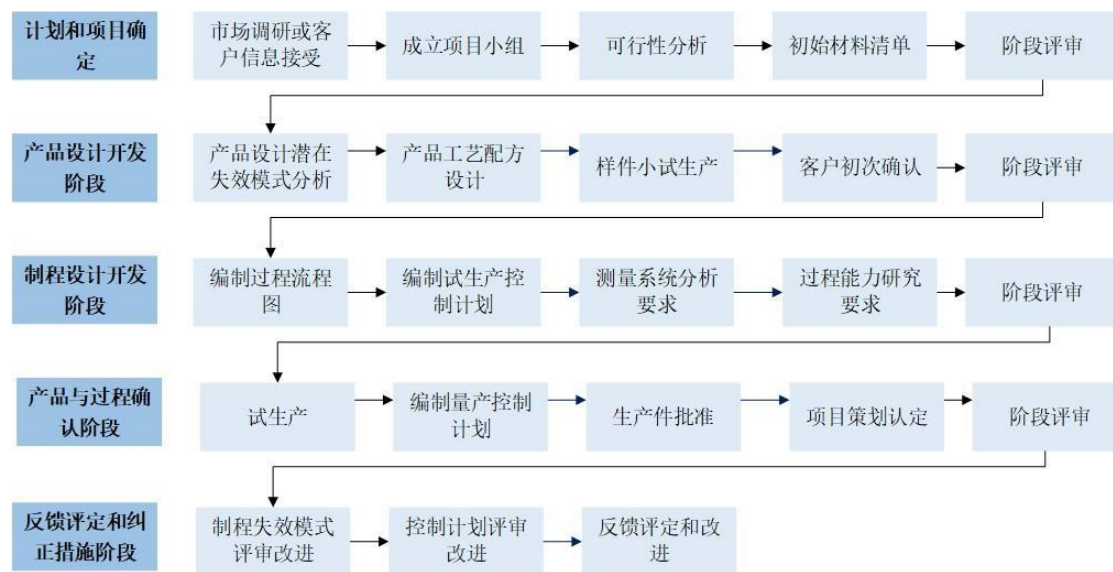 计划和项目确
定
市场调研或客
户信息接受
成立项目小组
可行性分析
初始材料清单
阶段评审
产品设计开发
阶段
产品设计潜在
失效模式分析
产品工艺配方
设计
样件小试生产
客户初次确认
阶段评审
制程设计开发
阶段
编制过程流程
图
编制试生产控
制计划
测量系统分析
要求
过程能力研究
要求
阶段评审
产品与过程确
认阶段
试生产
编制量产控制
计划
生产件批准
项目策划认定
阶段评审
反馈评定和纠
正措施阶段
制程失效模式
评审改进
控制计划评审
改进
反馈评定和改
进